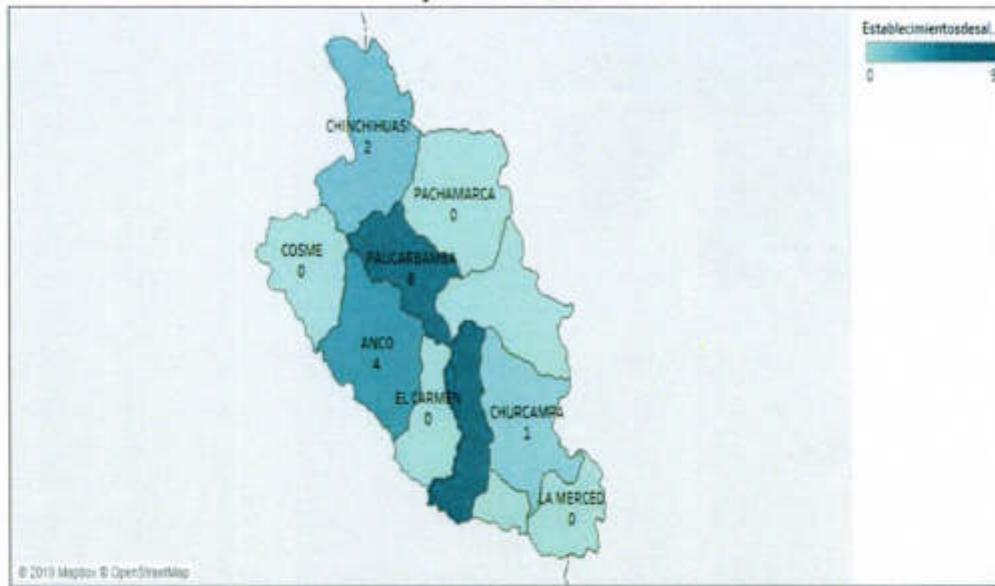 Establecimientosdesal..
0
CHINCHIHUASI
2
PACHAMARCA
0
COSME
0
PAUCARBAMBA
ANCO
4
EL CARMEN
0
CHURCAMPA
1
LA MERCED
0
© 2019 Mapbox © OpenStreetMap